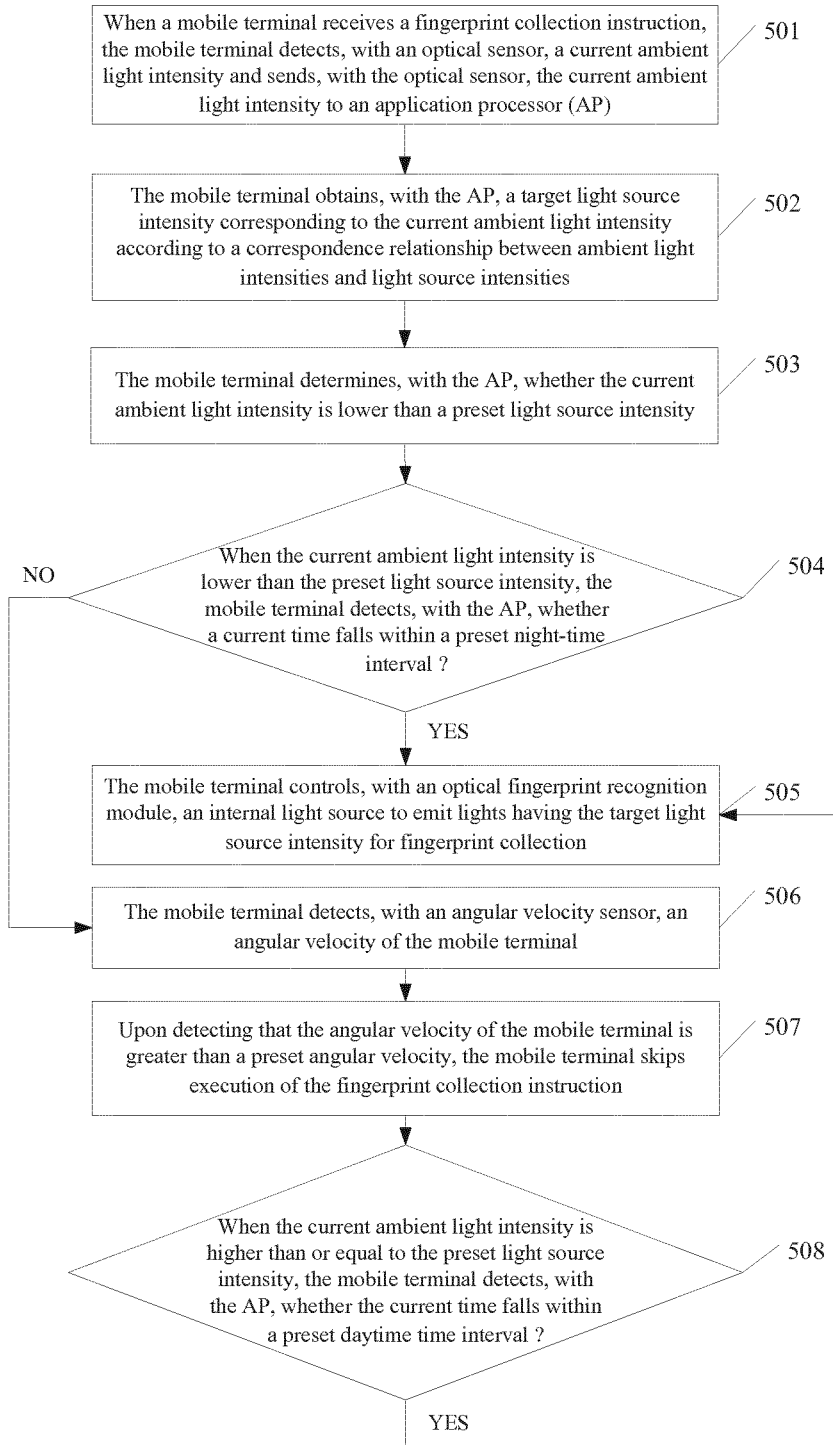 When a mobile terminal receives a fingerprint collection instruction,
the mobile terminal detects, with an optical sensor, a current ambient
light intensity and sends, with the optical sensor, the current ambient
light intensity to an application processor (AP)
501
The mobile terminal obtains, with the AP, a target light source
intensity corresponding to the current ambient light intensity
according to a correspondence relationship between ambient light
intensities and light source intensities
502
The mobile terminal determines, with the AP, whether the current
ambient light intensity is lower than a preset light source intensity
503
When the current ambient light intensity is
lower than the preset light source intensity, the
mobile terminal detects, with the AP, whether
a current time falls within a preset night-time
interval ?
504
NO
YES
The mobile terminal controls, with an optical fingerprint recognition
module, an internal light source to emit lights having the target light
source intensity for fingerprint collection
505
The mobile terminal detects, with an angular velocity sensor, an
angular velocity of the mobile terminal
506
Upon detecting that the angular velocity of the mobile terminal is
greater than a preset angular velocity, the mobile terminal skips
execution of the fingerprint collection instruction
507
When the current ambient light intensity is
higher than or equal to the preset light source
intensity, the mobile terminal detects, with
the AP, whether the current time falls within
a preset daytime time interval ?
508
YES